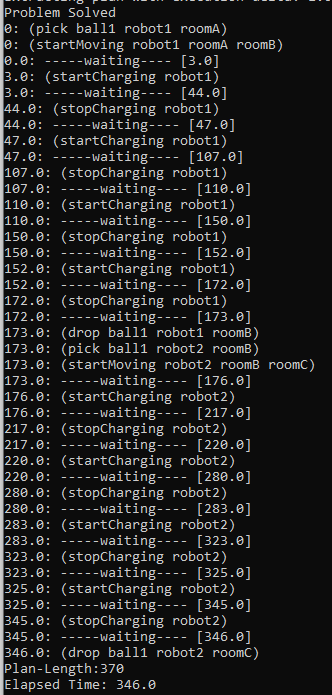 Problem Solved
0: (pick ball1 robot1 roomA)
0: (startMoving robot1 roomA roomB)
0.0: -----waiting---- [3.0]
3.0: (startCharging robot1)
3.0: -----waiting---- [44.0]
44.0: (stopCharging robot1)
44.0: -----waiting---- [47.0]
47.0: (startCharging robot1)
47.0: -----waiting---- [107.0]
107.0: (stopCharging robot1)
107.0: -----waiting---- [110.0]
110.0: (startCharging robot1)
110.0: -----waiting---- [150.0]
150.0: (stopCharging robot1)
150.0: -----waiting---- [152.0]
152.0: (startCharging robot1)
152.0: -----waiting---- [172.0]
172.0: (stopCharging robot1)
172.0: -----waiting---- [173.0]
173.0: (drop ball1 robot1 roomB)
173.0: (pick ball1 robot2 roomB)
173.0: (startMoving robot2 roomB roomC)
173.0: -----waiting---- [176.0]
176.0: (startCharging robot2)
176.0: -----waiting---- [217.0]
217.0: (stopCharging robot2)
217.0: -----waiting---- [220.0]
220.0: (startCharging robot2)
220.0: -----waiting---- [280.0]
280.0: (stopCharging robot2)
280.0: -----waiting---- [283.0]
283.0: (startCharging robot2)
283.0: -----waiting---- [323.0]
323.0: (stopCharging robot2)
323.0: -----waiting---- [325.0]
325.0: (startCharging robot2)
325.0: -----waiting---- [345.0]
345.0: (stopCharging robot2)
345.0: -----waiting---- [346.0]
346.0: (drop ball1 robot2 roomC)
Plan-Length:370
Elapsed Time: 346.0